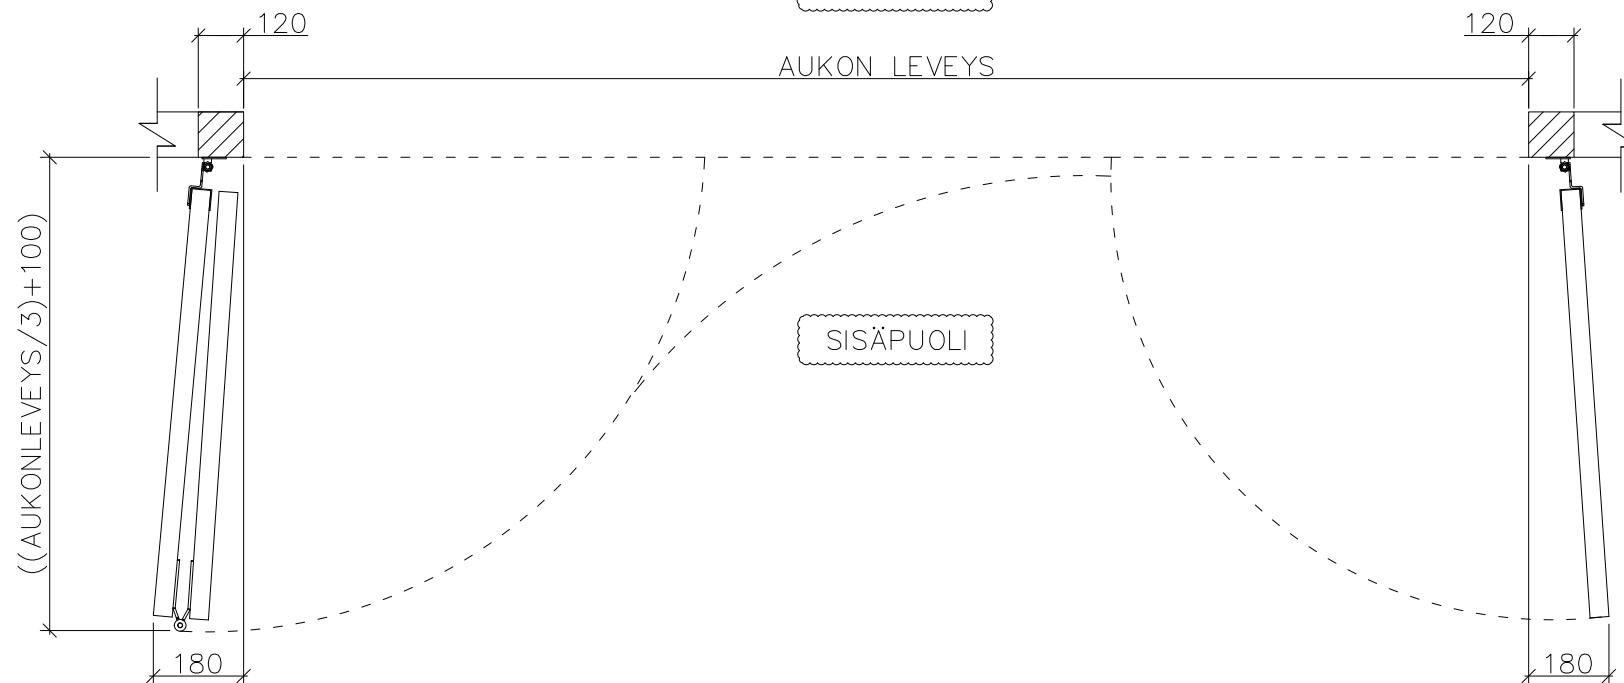 120
120
AUKON LEVEYS
((AUKONLEVEYS/3)+100)
SISÄPUOLI
180
180